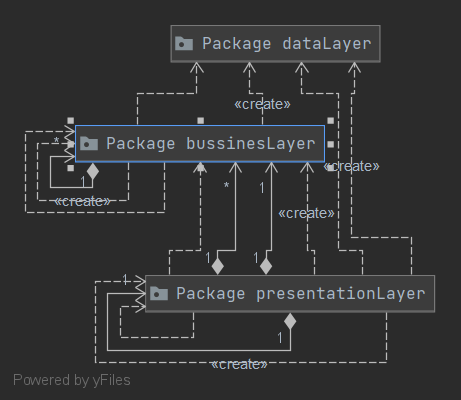 Package dataLayer
«create»
*
Package bussinesLayer
«create»
1
«create»
*
1
«create»
1
1
1
Package presentationLayer
1
«create»
Powered by yFiles